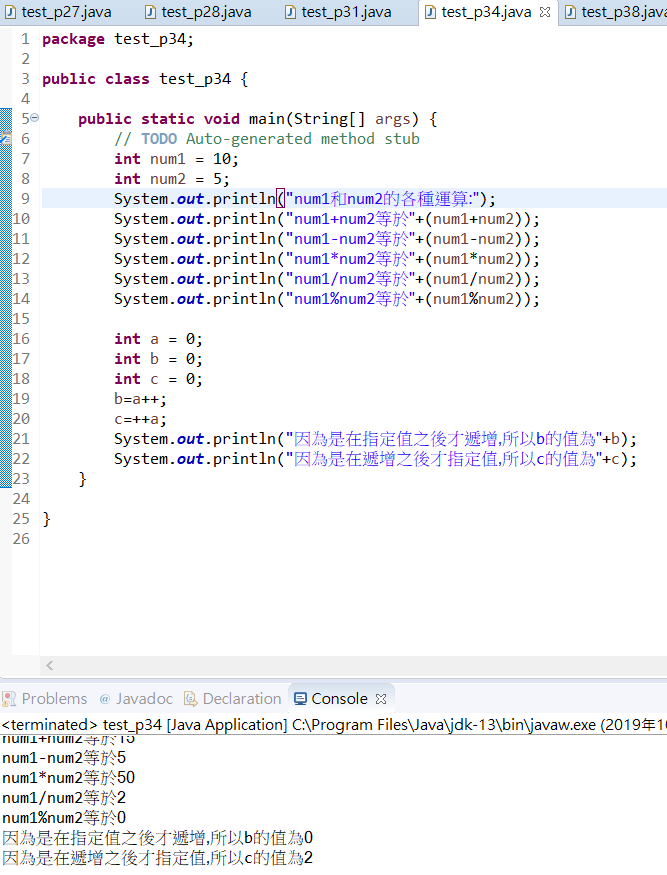 test_p27.java test_p28.java test_p31.java test_p34.java test_p38.java
1 package test_p34;
2
3 public class test_p34 {
4
5 public static void main(String[] args) {
6 // TODO Auto-generated method stub
7 int num1 = 10;
8 int num2 = 5;
9 System.out.println("num1和num2的各種運算:");
10 System.out.println("num1+num2等於"+(num1+num2));
11 System.out.println("num1-num2等於"+(num1-num2));
12 System.out.println("num1*num2等於"+(num1*num2));
13 System.out.println("num1/num2等於"+(num1/num2));
14 System.out.println("num1%num2等於"+(num1%num2));
15
16 int a = 0;
17 int b = 0;
18 int c = 0;
19 b=a++;
20 c=++a;
21 System.out.println("因為是在指定值之後才遞增,所以b的值為"+b);
22 System.out.println("因為是在遞增之後才指定值,所以c的值為"+c);
23 }
24
25 }
26
Problems @ Javadoc Declaration Console
<terminated> test_p34 [Java Application] C:\Program Files\Java\jdk-13\bin\javaw.exe (2019年10
num1+num2等於15
num1-num2等於5
num1*num2等於50
num1/num2等於2
num1%num2等於0
因為是在指定值之後才遞增,所以b的值為0
因為是在遞增之後才指定值,所以c的值為2